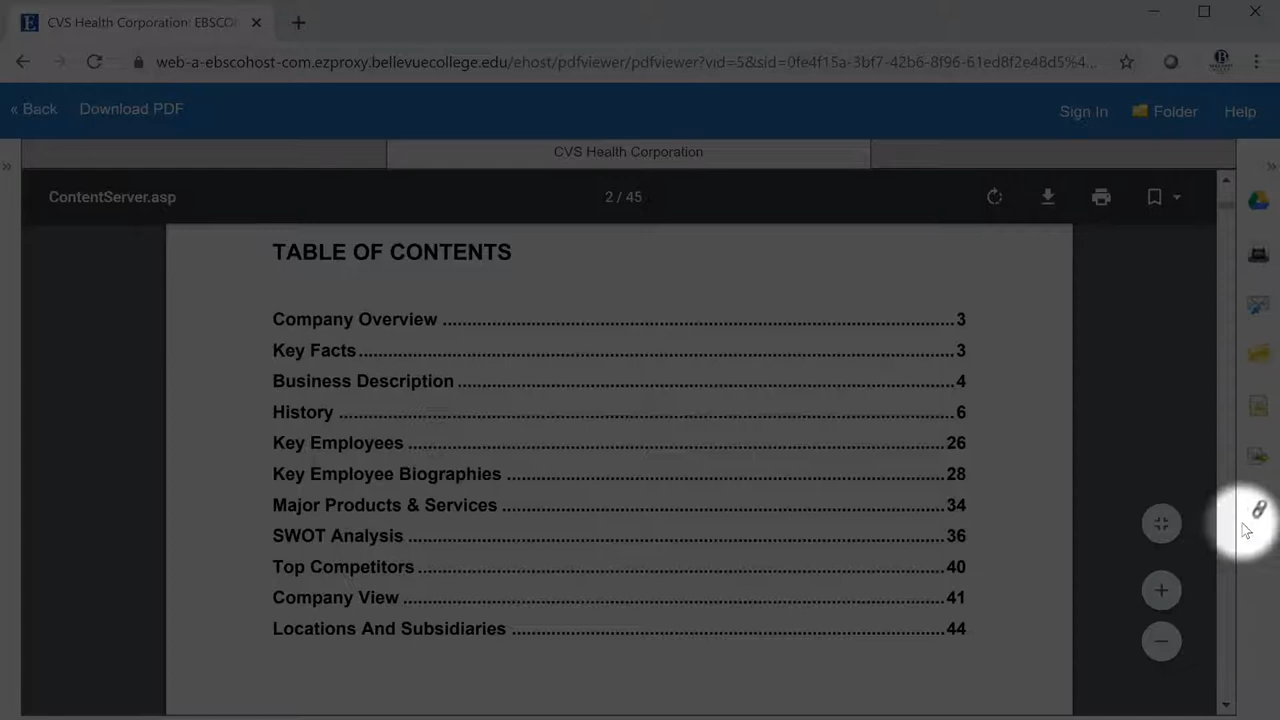 CVS Health Corporation: EBSCO
web-a-ebscohost-com.ezproxy.bellevuecollege.edu/ehost/pdfviewer/pdfviewer?vid=5&sid=0fe4f15a-3bf7-42b6-8f96-61ed8f2e48d5%4...
« Back Download PDF Sign In Folder Help
CVS Health Corporation
ContentServer.asp 2 / 45
TABLE OF CONTENTS
Company Overview ........................................................................................................ 3
Key Facts ........................................................................................................ 3
Business Description ........................................................................................................ 4
History ........................................................................................................ 6
Key Employees ........................................................................................................ 26
Key Employee Biographies ........................................................................................................ 28
Major Products & Services ........................................................................................................ 34
SWOT Analysis ........................................................................................................ 36
Top Competitors ........................................................................................................ 40
Company View ........................................................................................................ 41
Locations And Subsidiaries ........................................................................................................ 44